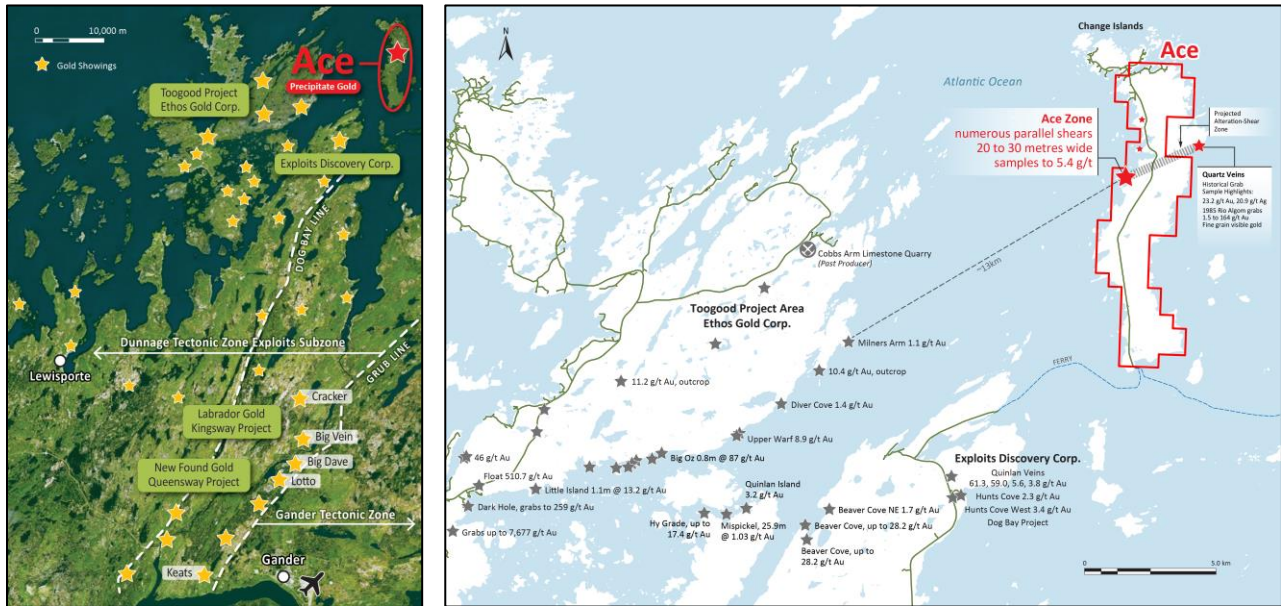 0 10,000 m
Gold Showings
Ace
Precipitate Gold
Toogood Project
Ethos Gold Corp.
Exploits Discovery Corp.
DOG BAY LINE
Dunnage Tectonic Zone Exploits Subzone
GRUB LINE
Lewisporte
Cracker
Labrador Gold
Kingsway Project
Big Vein
Big Dave
New Found Gold
Queensway Project
Lotto
Gander Tectonic Zone
Gander
Keats
N
Change Islands
Ace
Atlantic Ocean
Ace Zone
numerous parallel shears
20 to 30 metres wide
samples to 5.4 g/t
Projected
Alteration-Shear
Zone
Quartz Veins
Historical Grab
Sample Highlights:
23.2 g/t Au, 20.9 g/t Ag
1985 Rio Algom grabs
1.5 to 164 g/t Au
Fine grain visible gold
Cobbs Arm Limestone Quarry
(Past Producer)
~13km
Toogood Project Area
Ethos Gold Corp.
Milners Arm 1.1 g/t Au
FERRY
10.4 g/t Au, outcrop
11.2 g/t Au, outcrop
Diver Cove 1.4 g/t Au
Upper Warf 8.9 g/t Au
46 g/t Au
Big Oz 0.8m @ 87 g/t Au
Exploits Discovery Corp.
Quinlan Veins
61.3, 59.0, 5.6, 3.8 g/t Au
Float 510.7 g/t Au
Little Island 1.1m @ 13.2 g/t Au
Quinlan Island
3.2 g/t Au
Hunts Cove 2.3 g/t Au
Hunts Cove West 3.4 g/t Au
Dog Bay Project
Dark Hole, grabs to 259 g/t Au
Beaver Cove NE 1.7 g/t Au
Hy Grade, up to
17.4 g/t Au
Mispickel, 25.9m
@ 1.03 g/t Au
Beaver Cove, up to 28.2 g/t Au
Grabs up to 7,677 g/t Au
Beaver Cove, up to
28.2 g/t Au
0 5.0 km